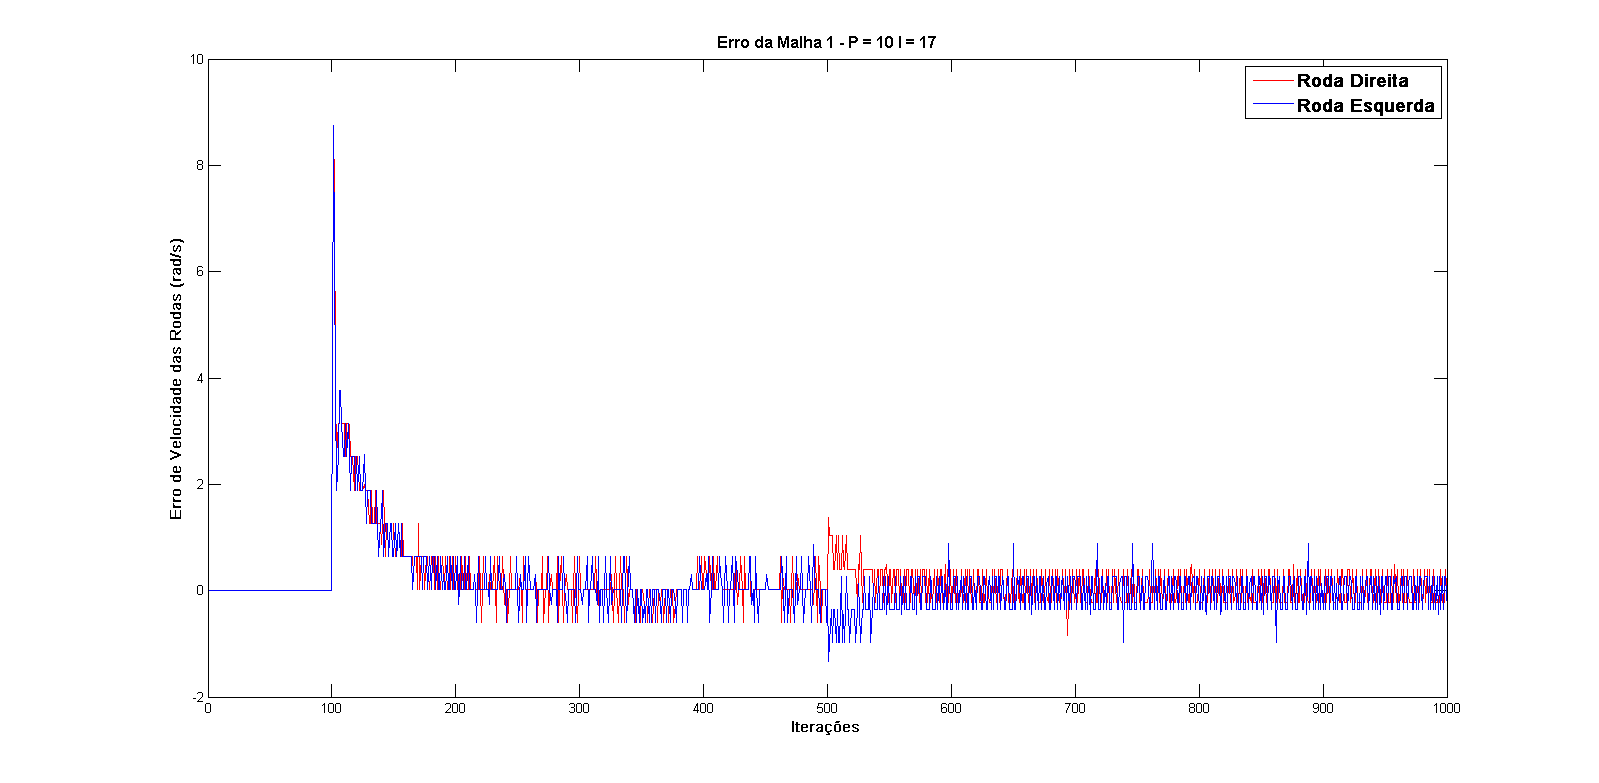 Erro da Malha 1 - P = 10 I = 17
Roda Direita
Roda Esquerda
Erro de Velocidade das Rodas (rad/s)
10
8
6
4
2
0
-2
0 100 200 300 400 500 600 700 800 900 1000
Iterações